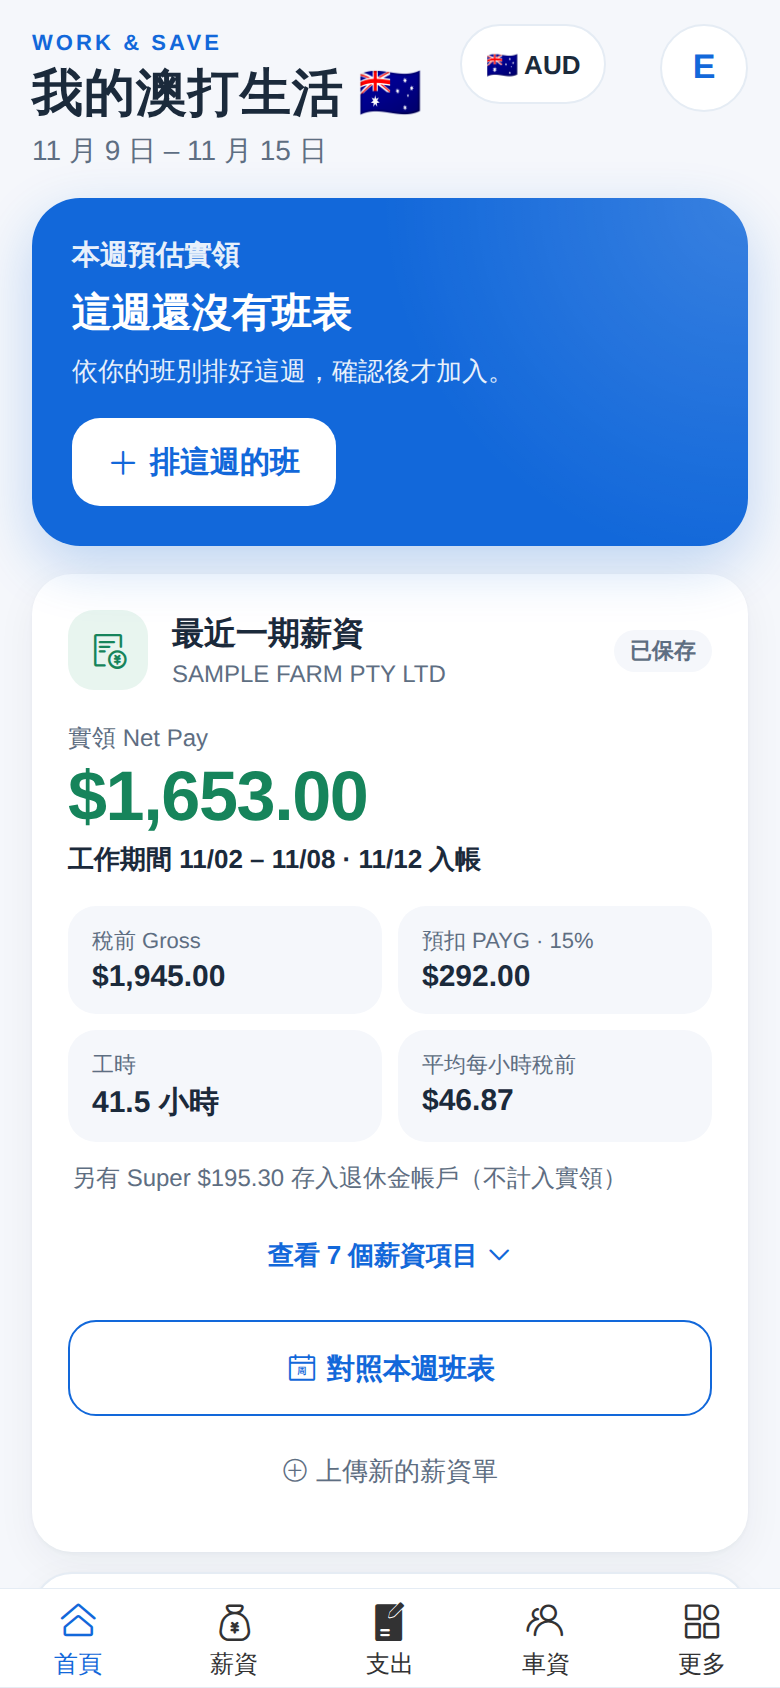 WORK & SAVE
我的澳打生活 🇦🇺
11 月 9 日 – 11 月 15 日
🇦🇺 AUD
E
本週預估實領
這週還沒有班表
依你的班別排好這週，確認後才加入。
排這週的班
最近一期薪資
SAMPLE FARM PTY LTD
已保存
實領 Net Pay
$1,653.00
工作期間 11/02 – 11/08 · 11/12 入帳
稅前 Gross
$1,945.00
預扣 PAYG · 15%
$292.00
工時
41.5 小時
平均每小時稅前
$46.87
另有 Super $195.30 存入退休金帳戶（不計入實領）
查看 7 個薪資項目
周
對照本週班表
上傳新的薪資單
首頁
薪資
支出
車資
更多